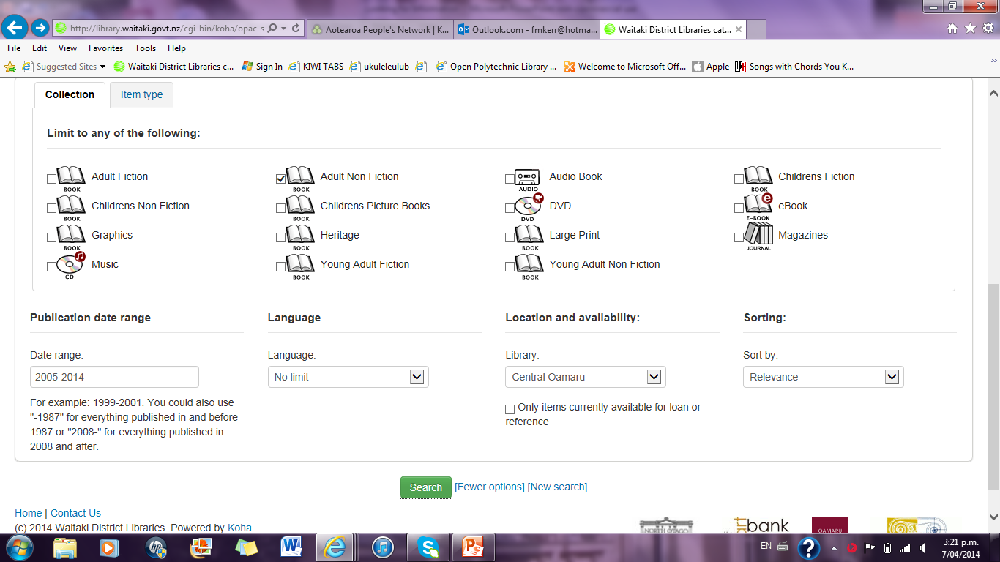 http://library.waitaki.govt.nz/cgi-bin/koha/opac-s
Aotearoa People's Network | K...
Outlook.com - fmkerr@hotma...
Waitaki District Libraries cat...
File Edit View Favorites Tools Help
Suggested Sites
Waitaki District Libraries c...
Sign In
KIWI TABS
ukuleleulub
Open Polytechnic Library ...
Welcome to Microsoft Off...
Apple
Songs with Chords You K...
Collection
Item type
Limit to any of the following:
BOOK Adult Fiction
BOOK Adult Non Fiction
AUDIO Audio Book
BOOK Childrens Fiction
BOOK Childrens Non Fiction
BOOK Childrens Picture Books
DVD DVD
E-BOOK eBook
BOOK Graphics
BOOK Heritage
BOOK Large Print
JOURNAL Magazines
CD Music
BOOK Young Adult Fiction
BOOK Young Adult Non Fiction
Publication date range
Date range:
2005-2014
For example: 1999-2001. You could also use
"-1987" for everything published in and before
1987 or "2008-" for everything published in
2008 and after.
Language
Language:
No limit
Location and availability:
Library:
Central Oamaru
Only items currently available for loan or
reference
Sorting:
Sort by:
Relevance
Search [Fewer options] [New search]
Home | Contact Us
(c) 2014 Waitaki District Libraries. Powered by Koha.
NORTH OTAGO
bank
OAMARU
EN
3:21 p.m.
7/04/2014